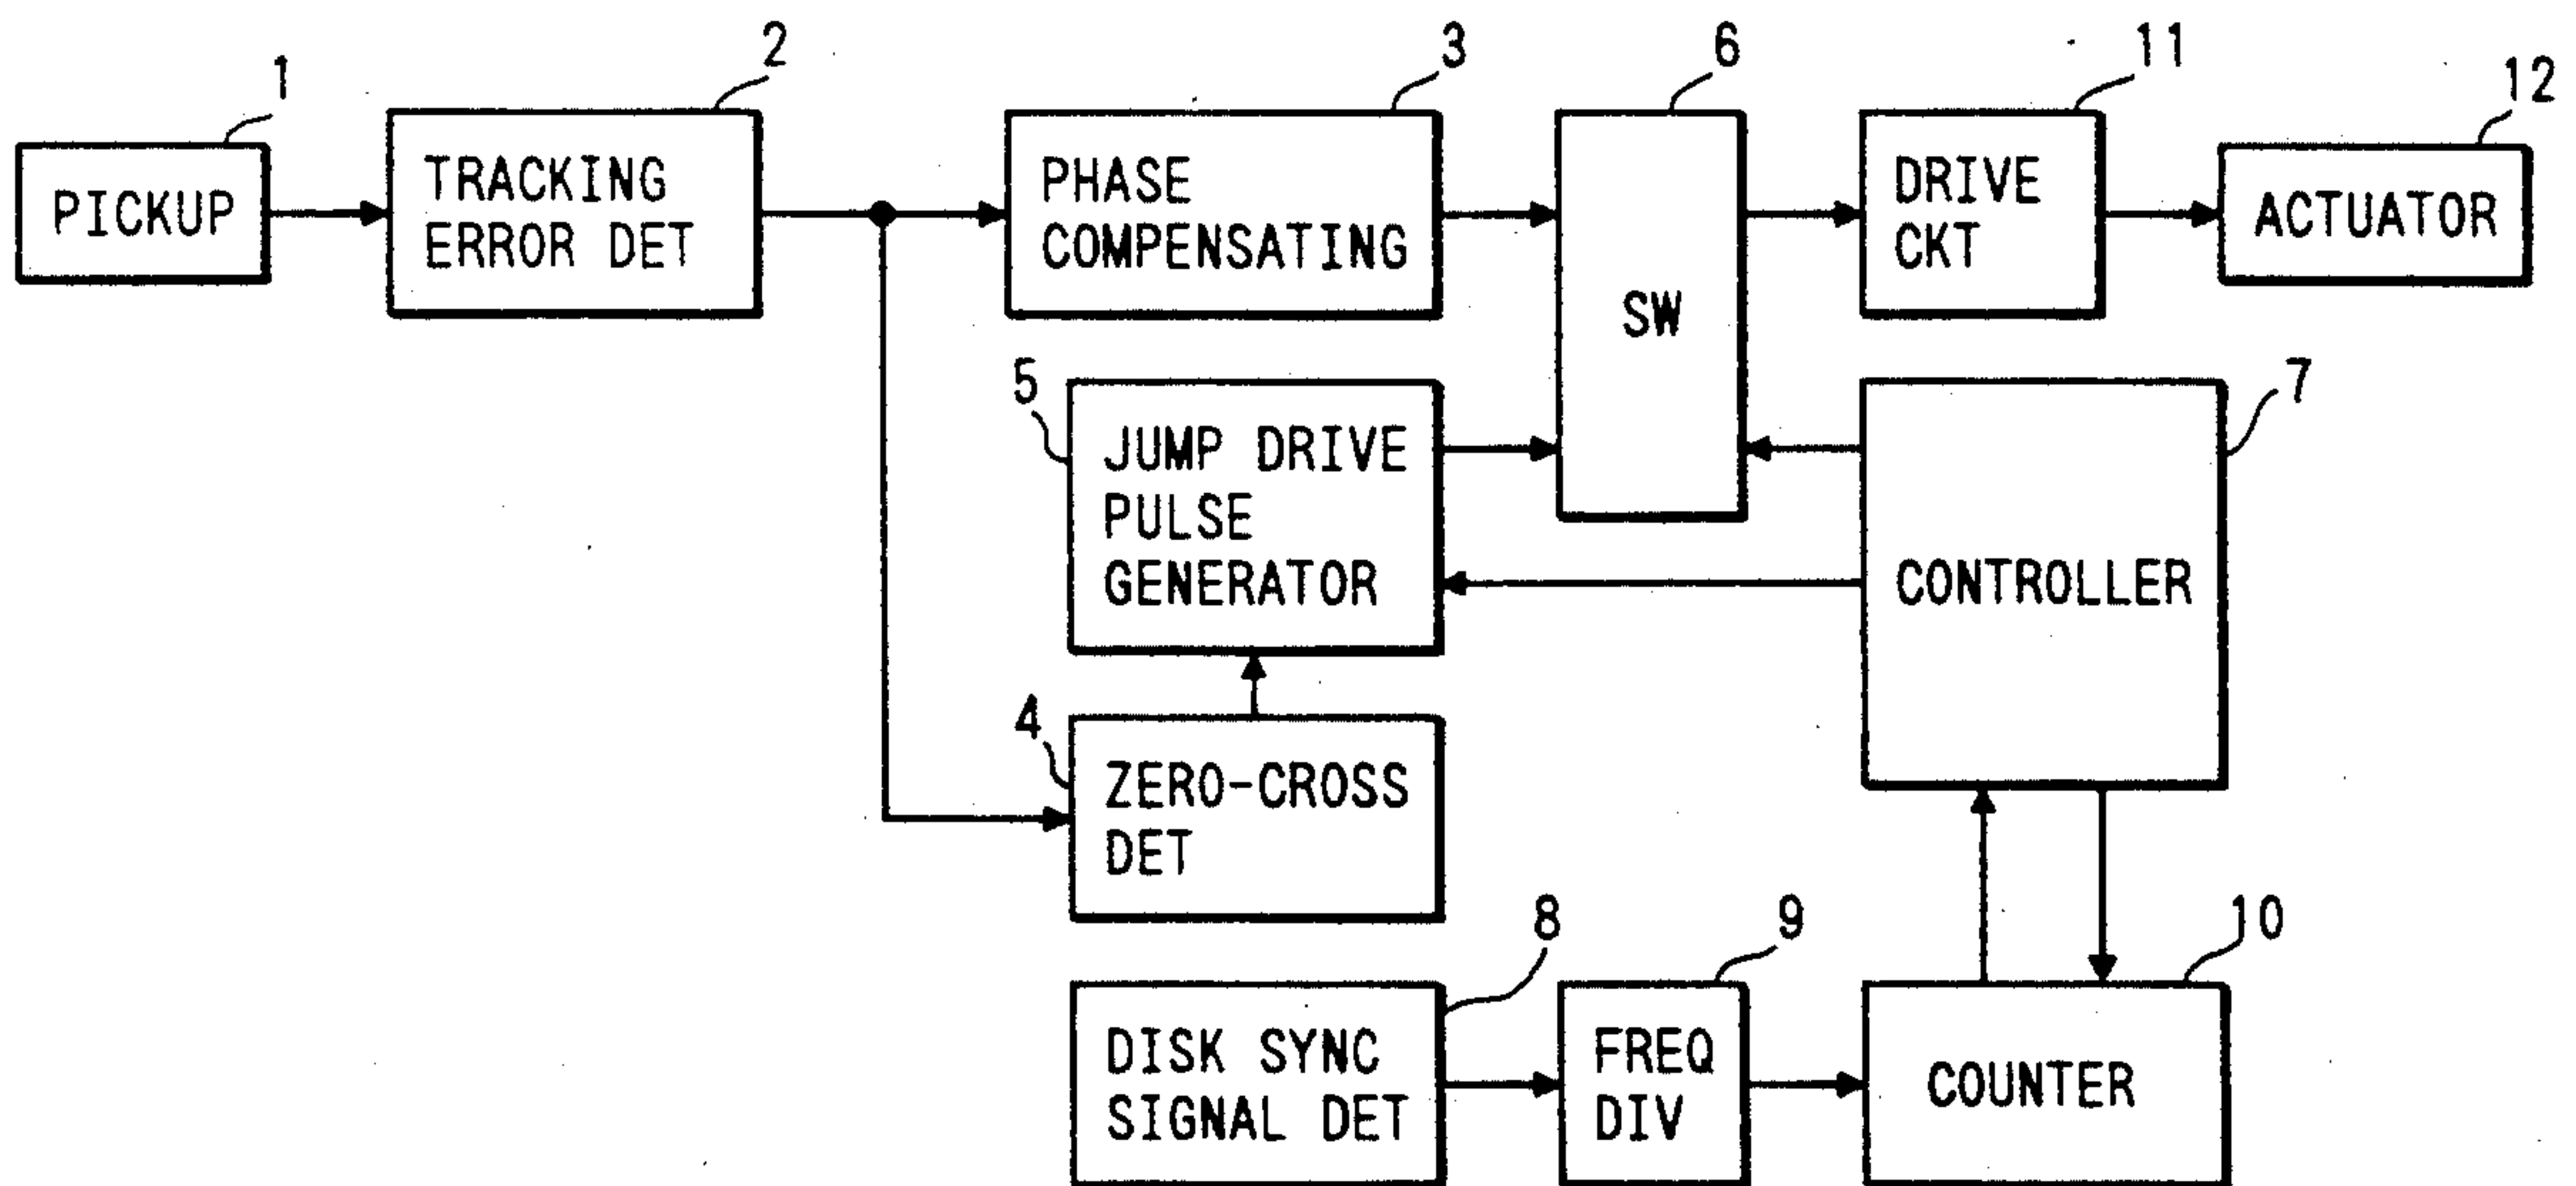 1
PICKUP
2
TRACKING
ERROR DET
3
PHASE
COMPENSATING
6
SW
11
DRIVE
CKT
12
ACTUATOR
5
JUMP DRIVE
PULSE
GENERATOR
7
CONTROLLER
4
ZERO-CROSS
DET
8
DISK SYNC
SIGNAL DET
9
FREQ
DIV
10
COUNTER